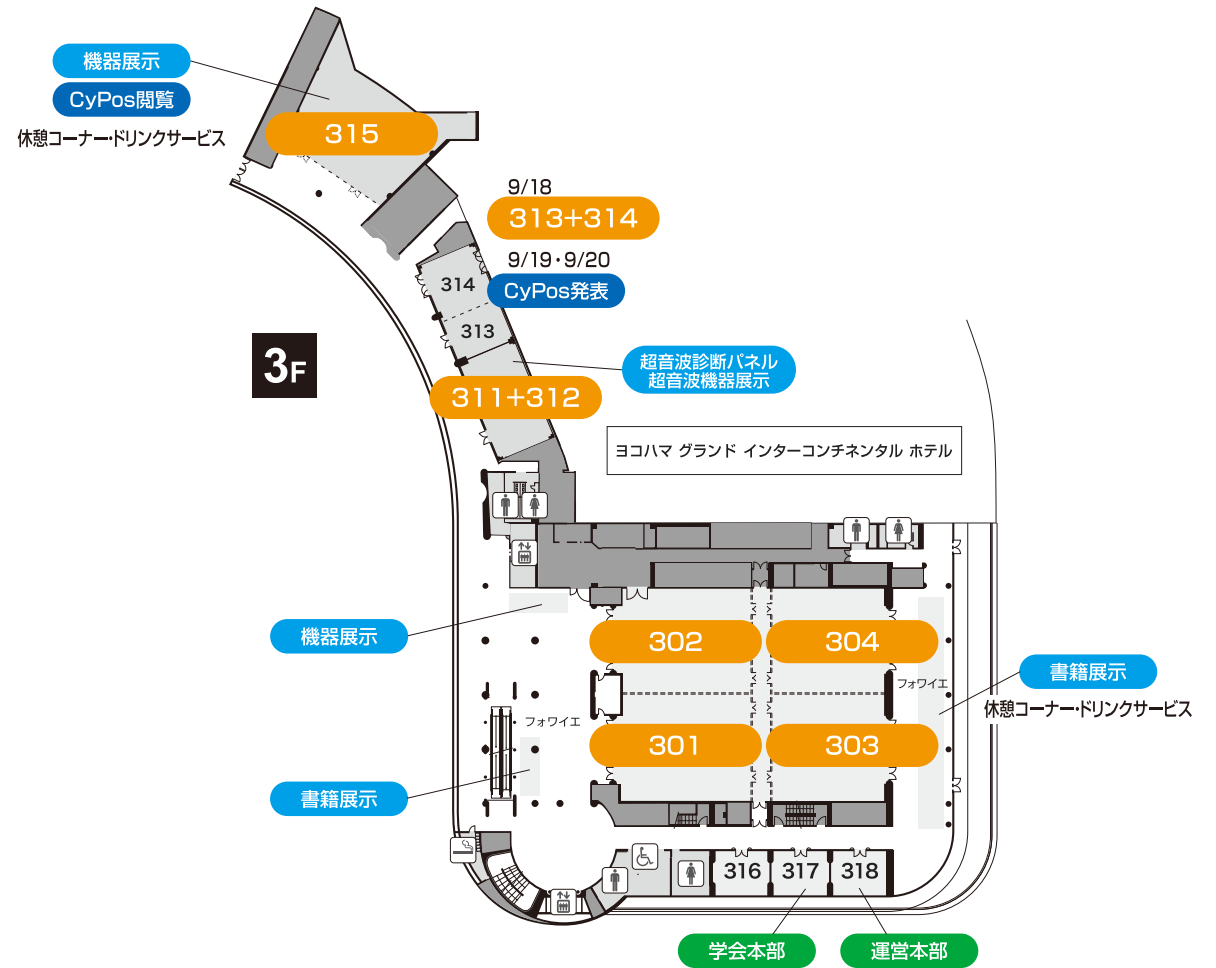 機器展示
CyPos閲覧
休憩コーナー・ドリンクサービス
315
9/18
313+314
9/19・9/20
CyPos発表
314
313
3F
超音波診断パネル
超音波機器展示
311+312
ヨコハマ グランド インターコンチネンタル ホテル
機器展示
302
304
書籍展示
休憩コーナー・ドリンクサービス
フォワイエ
フォワイエ
301
303
書籍展示
316
317
318
学会本部
運営本部